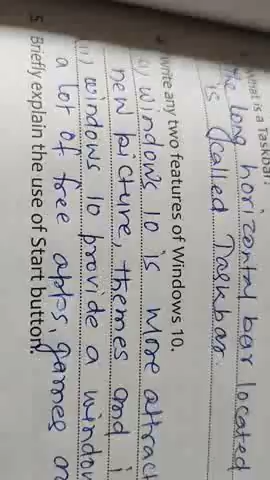 What is a Taskbar?
The long horizontal bar located
is called Taskbar.
Write any two features of Windows 10.
i) Windows 10 is more attract
new picture, themes and i
ii) Windows 10 provide a window
a lot of free apps, games an
5. Briefly explain the use of Start button.